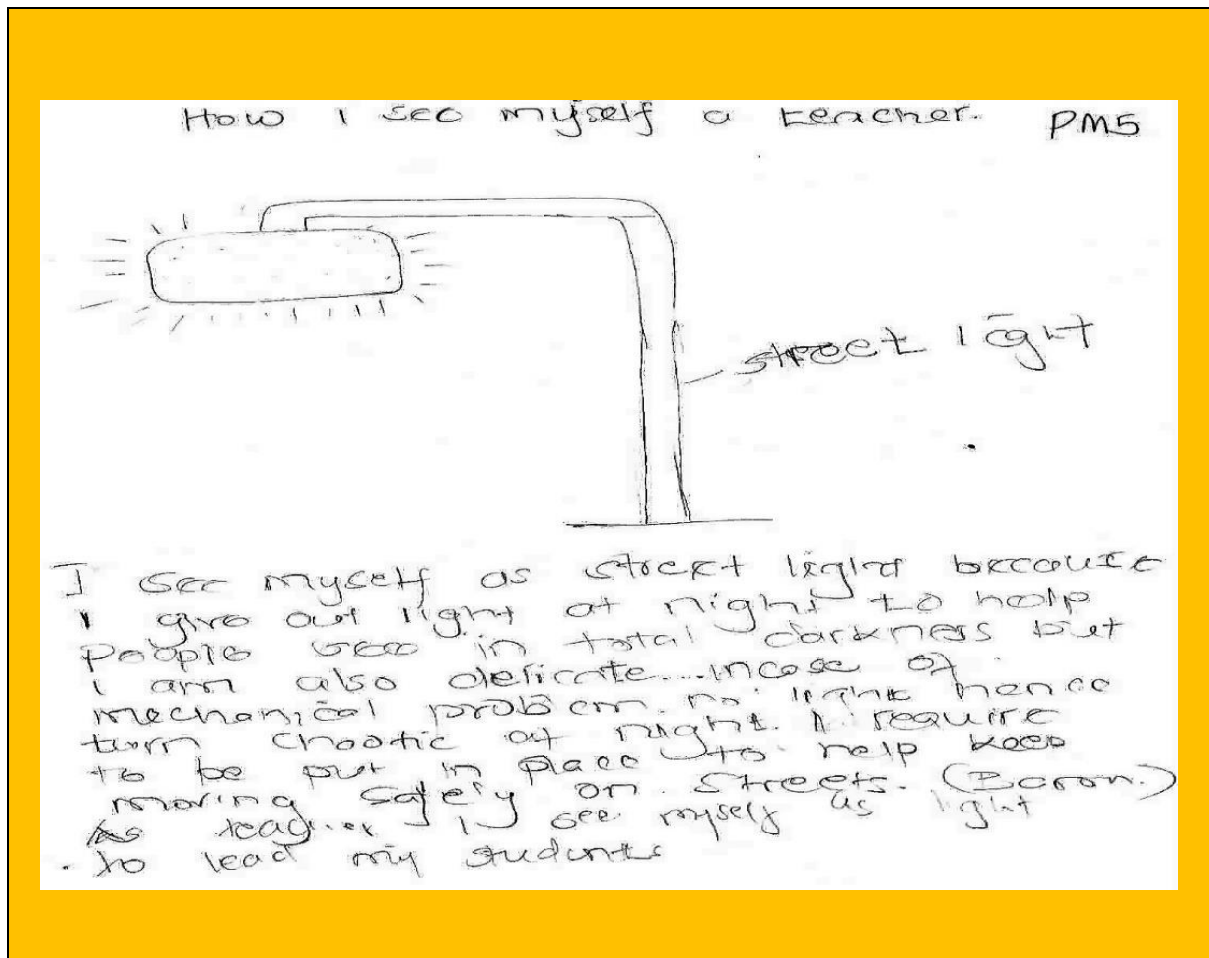 How I see myself a teacher. PM5
street light
I see myself as street light because
I give out light at night to help
people see in total darkness but
i am also delicate...incase of
mechanical problem. no light hence
turn chaotic at night. I require
to be put in place to help keep
moving safely on streets. (Baron.)
As teacher I see myself as light
to lead my students